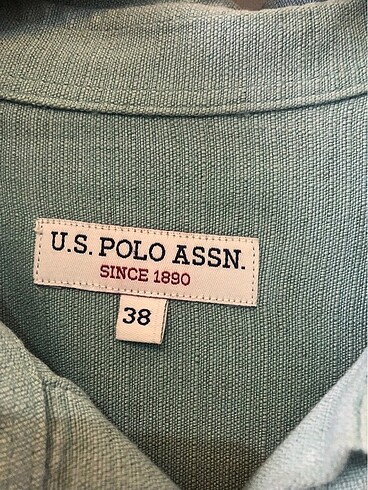 U.S. POLO ASSN.
SINCE 1890
38